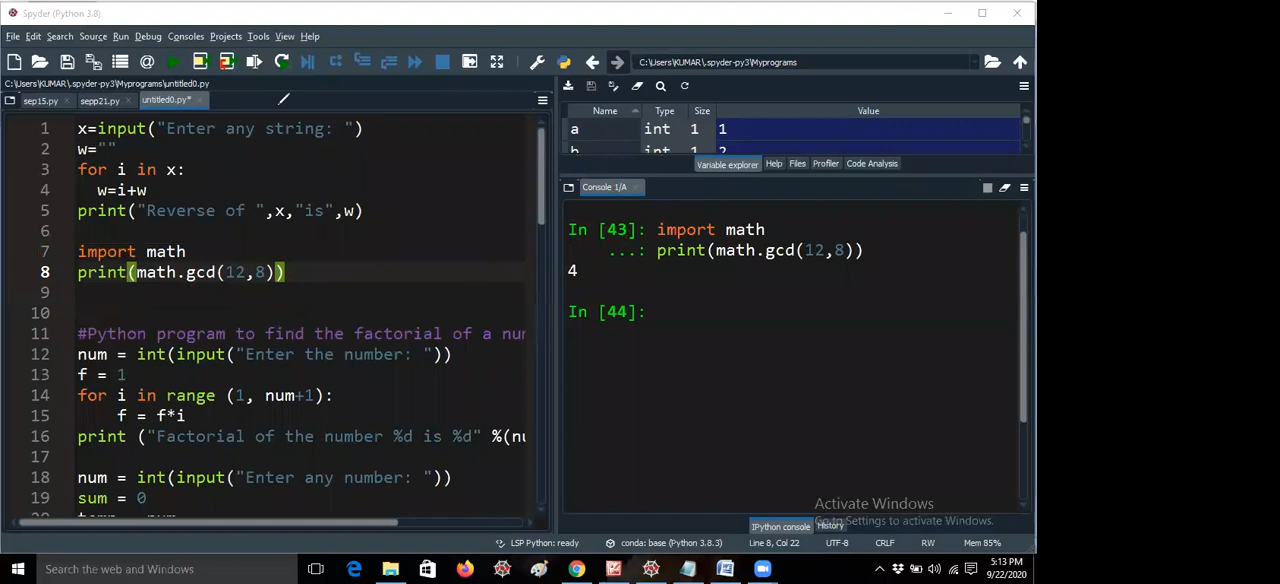 Spyder (Python 3.8)
File Edit Search Source Run Debug Consoles Projects Tools View Help
C:\Users\KUMAR\.spyder-py3\Myprograms
C:\Users\KUMAR\.spyder-py3\Myprograms\untitled0.py
sep15.py sepp21.py untitled0.py*
1 x=input("Enter any string: ")
2 w=""
3 for i in x:
4 w=i+w
5 print("Reverse of ",x,"is",w)
6
7 import math
8 print(math.gcd(12,8))
9
10
11 #Python program to find the factorial of a num
12 num = int(input("Enter the number: "))
13 f = 1
14 for i in range (1, num+1):
15 f = f*i
16 print ("Factorial of the number %d is %d" %(nu
17
18 num = int(input("Enter any number: "))
19 sum = 0
Name Type Size Value
a int 1 1
b int 1 2
Variable explorer Help Files Profiler Code Analysis
Console 1/A
In [43]: import math
...: print(math.gcd(12,8))
4
In [44]:
Activate Windows
Go to Settings to activate Windows.
IPython console History
LSP Python: ready conda: base (Python 3.8.3) Line 8, Col 22 UTF-8 CRLF RW Mem 85%
Search the web and Windows
5:13 PM
9/22/2020